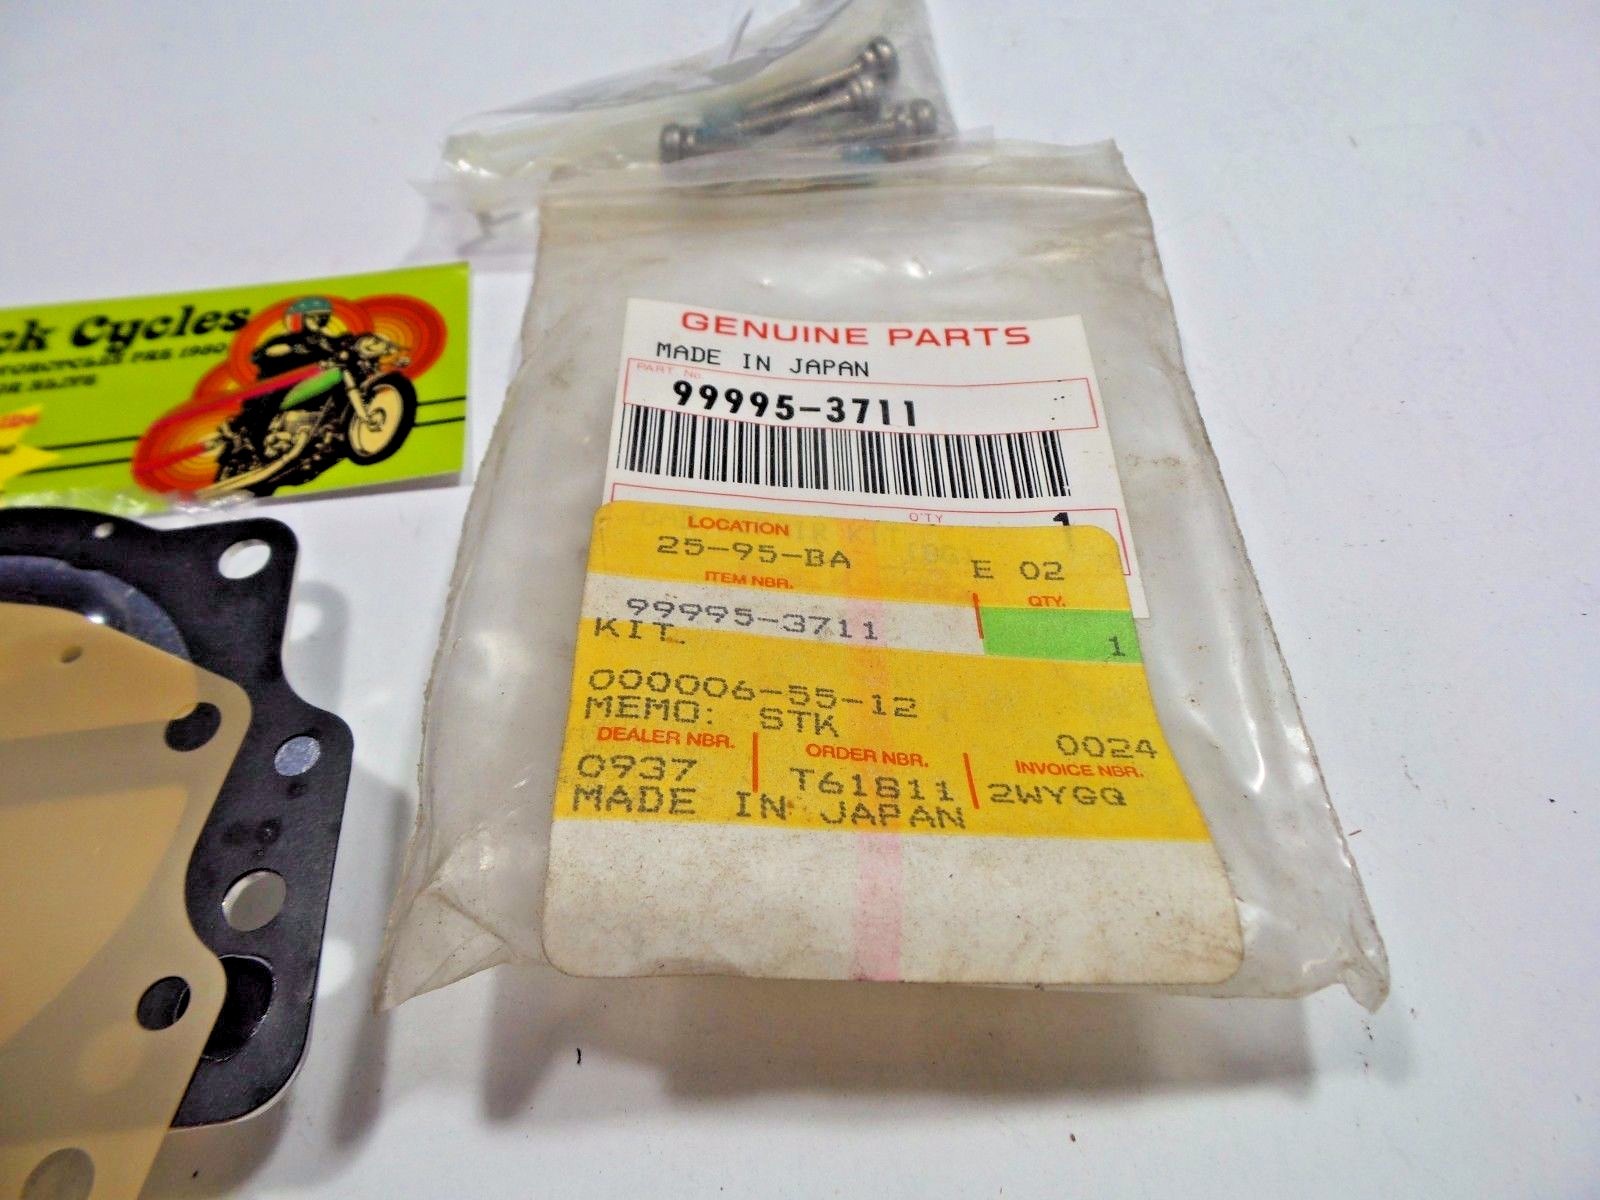 ck Cycles
GENUINE PARTS
MADE IN JAPAN
PART No.
99995-3711
Q'TY
1
LOCATION
25-95-BA
E 02
ITEM NBR.
QTY.
99995-3711
1
KIT
000006-55-12
MEMO: STK
0024
DEALER NBR.
ORDER NBR.
INVOICE NBR.
0937
T61811
2WYGQ
MADE IN JAPAN